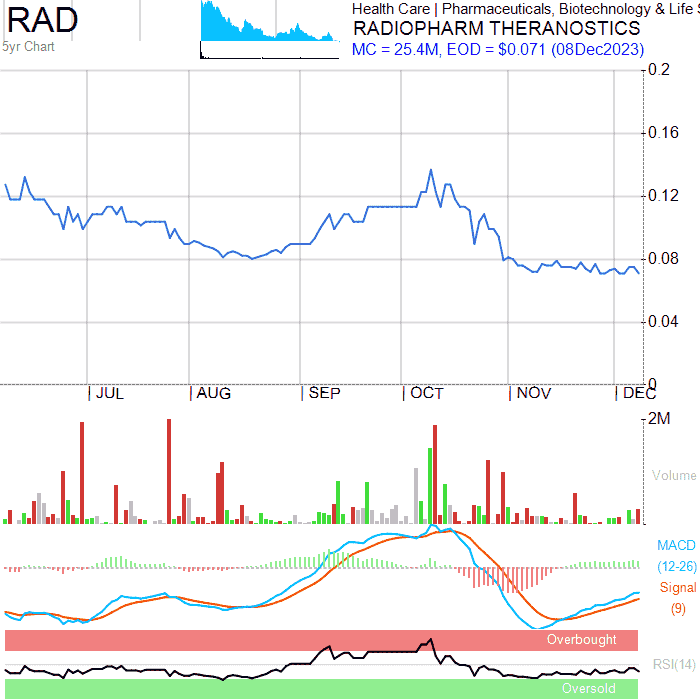 RAD
5yr Chart
Health Care | Pharmaceuticals, Biotechnology & Life S
RADIOPHARM THERANOSTICS
MC = 25.4M, EOD = $0.071 (08Dec2023)
0.2
0.16
0.12
0.08
0.04
0
JUL
AUG
SEP
OCT
NOV
DEC
2M
Volume
MACD
(12-26)
Signal
(9)
Overbought
RSI(14)
Oversold